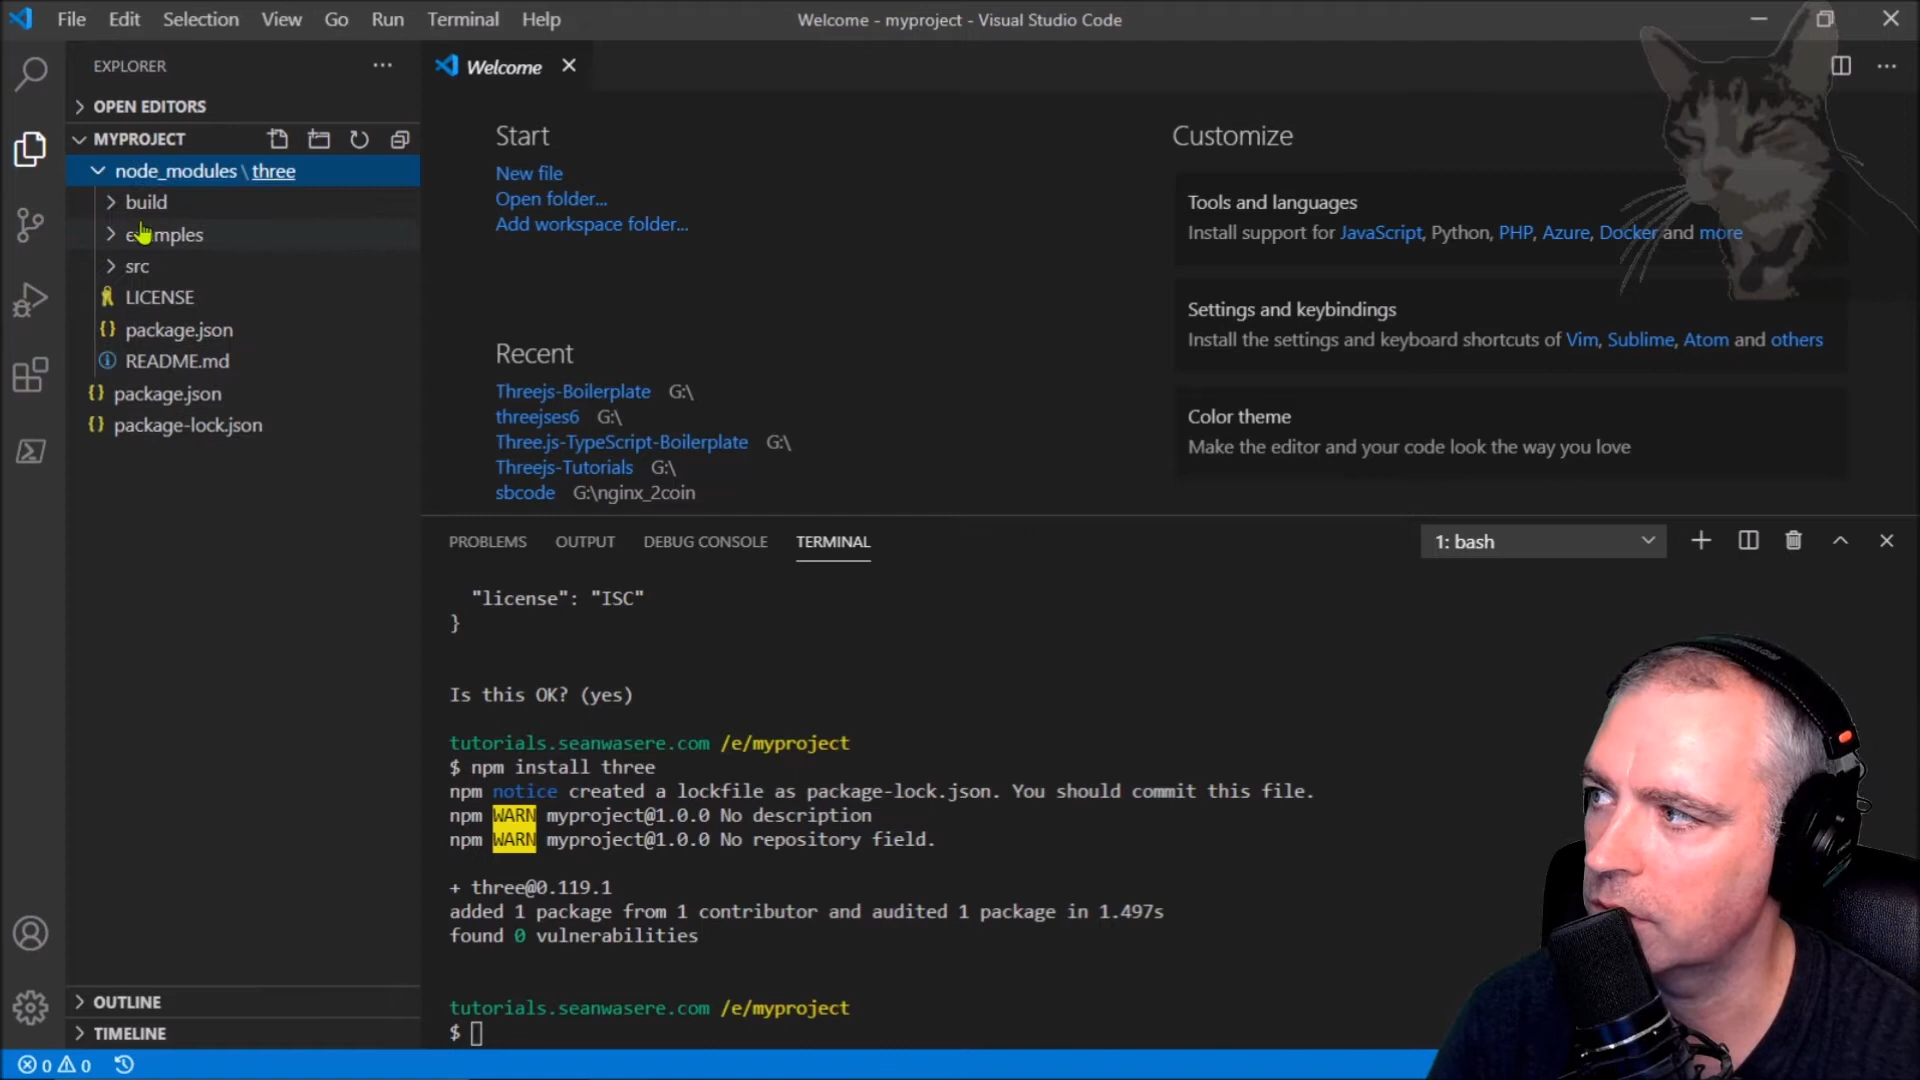 File Edit Selection View Go Run Terminal Help
Welcome - myproject - Visual Studio Code
EXPLORER
OPEN EDITORS
MYPROJECT
node_modules \ three
build
examples
src
LICENSE
package.json
README.md
package.json
package-lock.json
OUTLINE
TIMELINE
Welcome
Start
New file
Open folder...
Add workspace folder...
Recent
Threejs-Boilerplate G:\
threejses6 G:\
Three.js-TypeScript-Boilerplate G:\
Threejs-Tutorials G:\
sbcode G:\nginx_2coin
Customize
Tools and languages
Install support for JavaScript, Python, PHP, Azure, Docker and more
Settings and keybindings
Install the settings and keyboard shortcuts of Vim, Sublime, Atom and others
Color theme
Make the editor and your code look the way you love
PROBLEMS OUTPUT DEBUG CONSOLE TERMINAL
1: bash
"license": "ISC"
}
Is this OK? (yes)
tutorials.seanwasere.com /e/myproject
$ npm install three
npm notice created a lockfile as package-lock.json. You should commit this file.
npm WARN myproject@1.0.0 No description
npm WARN myproject@1.0.0 No repository field.
+ three@0.119.1
added 1 package from 1 contributor and audited 1 package in 1.497s
found 0 vulnerabilities
tutorials.seanwasere.com /e/myproject
$
0 0